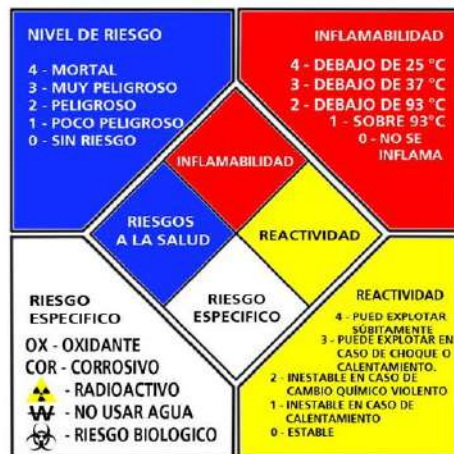 NIVEL DE RIESGO
4 - MORTAL
3 - MUY PELIGROSO
2 - PELIGROSO
1 - POCO PELIGROSO
0 - SIN RIESGO
INFLAMABILIDAD
4 - DEBAJO DE 25 °C
3 - DEBAJO DE 37 °C
2 - DEBAJO DE 93 °C
1 - SOBRE 93°C
0 - NO SE
INFLAMA
INFLAMABILIDAD
RIESGOS
A LA SALUD
REACTIVIDAD
RIESGO
ESPECIFICO
RIESGO
ESPECIFICO
OX - OXIDANTE
COR - CORROSIVO
- RADIOACTIVO
W - NO USAR AGUA
- RIESGO BIOLOGICO
REACTIVIDAD
4 - PUED EXPLOTAR
SÚBITAMENTE
3 - PUEDE EXPLOTAR EN
CASO DE CHOQUE O
CALENTAMIENTO.
2 - INESTABLE EN CASO DE
CAMBIO QUÍMICO VIOLENTO
1 - INESTABLE EN CASO DE
CALENTAMIENTO
0 - ESTABLE